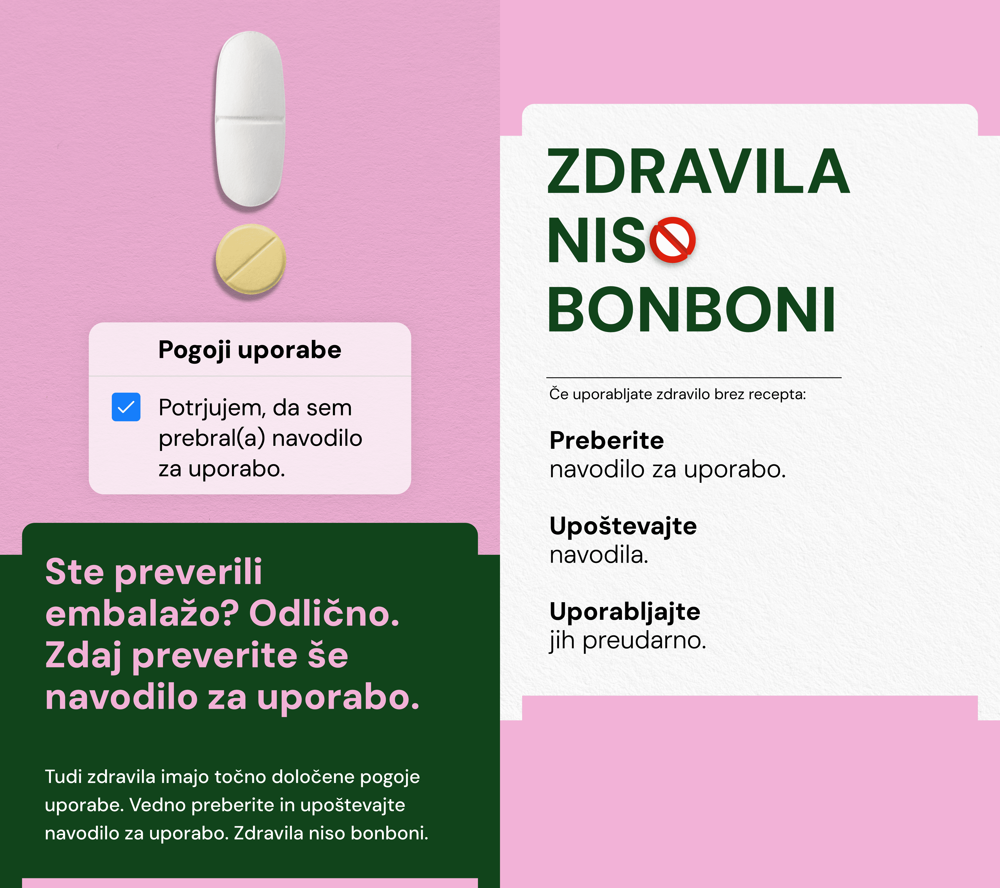 Pogoji uporabe
Potrjujem, da sem
prebral(a) navodilo
za uporabo.
Ste preverili
embalažo? Odlično.
Zdaj preverite še
navodilo za uporabo.
Tudi zdravila imajo točno določene pogoje
uporabe. Vedno preberite in upoštevajte
navodilo za uporabo. Zdravila niso bonboni.
ZDRAVILA
NISO
BONBONI
Če uporabljate zdravilo brez recepta:
Preberite
navodilo za uporabo.
Upoštevajte
navodila.
Uporabljajte
jih preudarno.